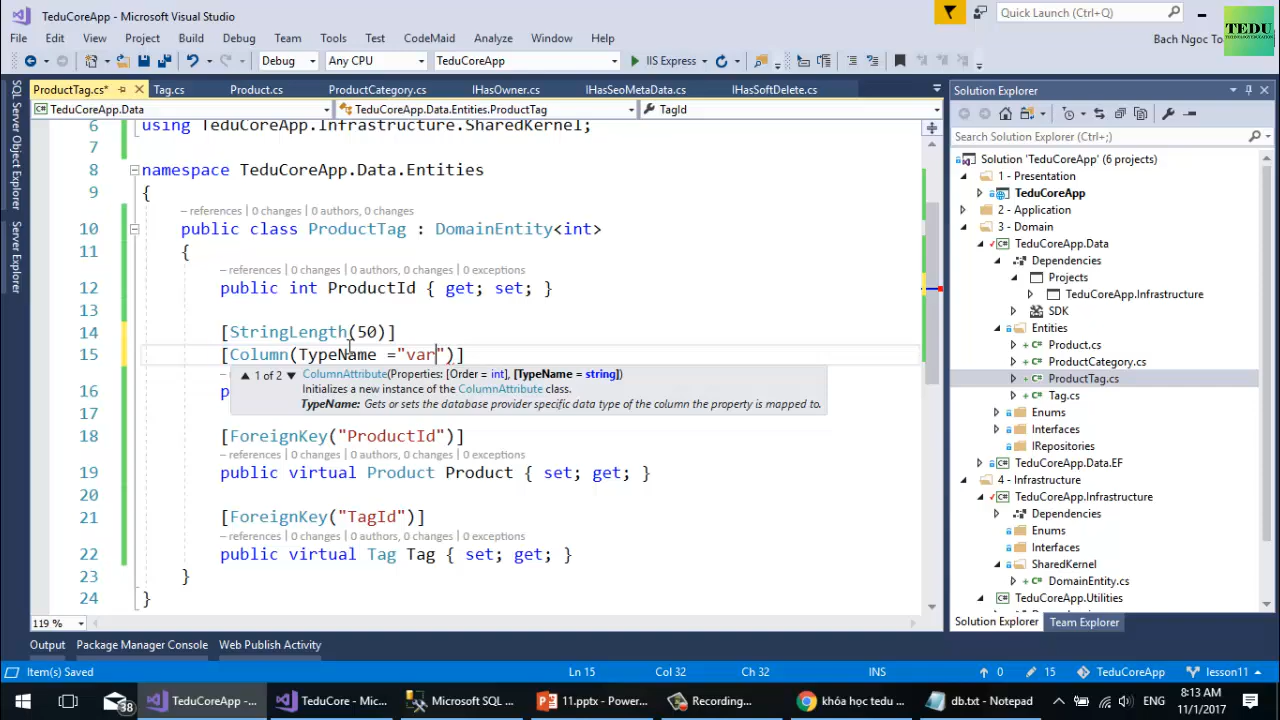 TeduCoreApp - Microsoft Visual Studio
Quick Launch (Ctrl+Q)
TEDU
File Edit View Project Build Debug Team Tools Test CodeMaid Analyze Window Help
Bach Ngoc To
Debug Any CPU TeduCoreApp IIS Express
ProductTag.cs* Tag.cs Product.cs ProductCategory.cs IHasOwner.cs IHasSeoMetaData.cs IHasSoftDelete.cs
TeduCoreApp.Data TeduCoreApp.Data.Entities.ProductTag TagId
SQL Server Object Explorer
Server Explorer
6 using TeduCoreApp.Infrastructure.SharedKernel;
7
8 namespace TeduCoreApp.Data.Entities
9 {
– references | 0 changes | 0 authors, 0 changes
10 public class ProductTag : DomainEntity<int>
11 {
– references | 0 changes | 0 authors, 0 changes | 0 exceptions
12 public int ProductId { get; set; }
13
14 [StringLength(50)]
15 [Column(TypeName ="var")]
1 of 2 ColumnAttribute(Properties: [Order = int], [TypeName = string])
Initializes a new instance of the ColumnAttribute class.
TypeName: Gets or sets the database provider specific data type of the column the property is mapped to.
16
17
18 [ForeignKey("ProductId")]
– references | 0 changes | 0 authors, 0 changes | 0 exceptions
19 public virtual Product Product { set; get; }
20
21 [ForeignKey("TagId")]
– references | 0 changes | 0 authors, 0 changes | 0 exceptions
22 public virtual Tag Tag { set; get; }
23 }
24 }
119 %
Solution Explorer
Search Solution Explorer (Ctrl+;)
Solution 'TeduCoreApp' (6 projects)
1 - Presentation
TeduCoreApp
2 - Application
3 - Domain
TeduCoreApp.Data
Dependencies
Projects
TeduCoreApp.Infrastructure
SDK
Entities
Product.cs
ProductCategory.cs
ProductTag.cs
Tag.cs
Enums
Interfaces
IRepositories
TeduCoreApp.Data.EF
4 - Infrastructure
TeduCoreApp.Infrastructure
Dependencies
Enums
Interfaces
SharedKernel
DomainEntity.cs
TeduCoreApp.Utilities
Solution Explorer Team Explorer
Output Package Manager Console Web Publish Activity
Item(s) Saved Ln 15 Col 32 Ch 32 INS 0 15 TeduCoreApp lesson11
38 TeduCoreApp -... TeduCore - Mic... Microsoft SQL ... 11.pptx - Power... Recording... khóa học tedu ... db.txt - Notepad ENG 8:13 AM
11/1/2017